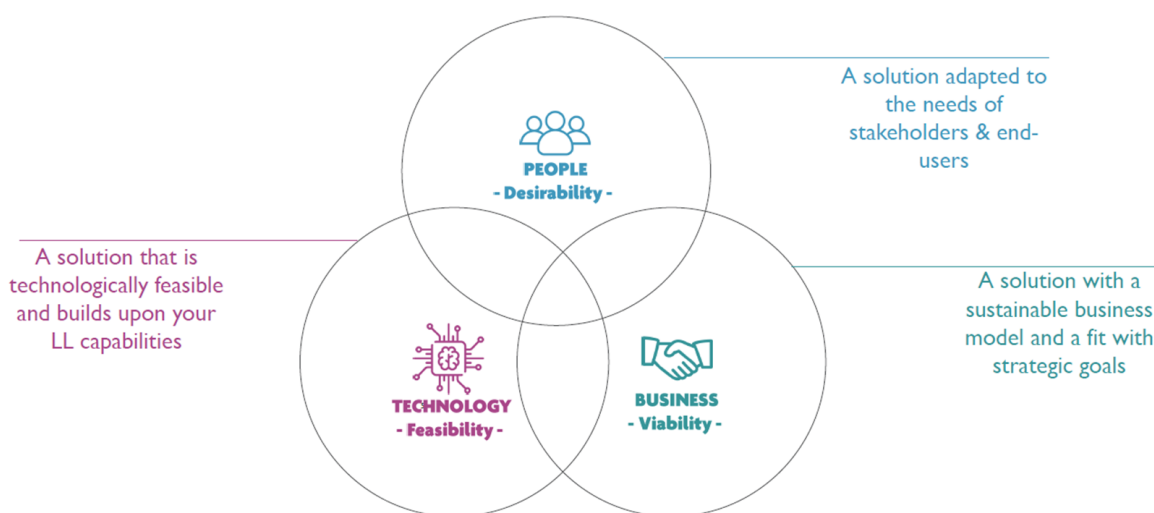 A solution adapted to
the needs of
stakeholders & end-
users
PEOPLE
- Desirability -
A solution that is
technologically feasible
and builds upon your
LL capabilities
A solution with a
sustainable business
model and a fit with
strategic goals
TECHNOLOGY
- Feasibility -
BUSINESS
- Viability -